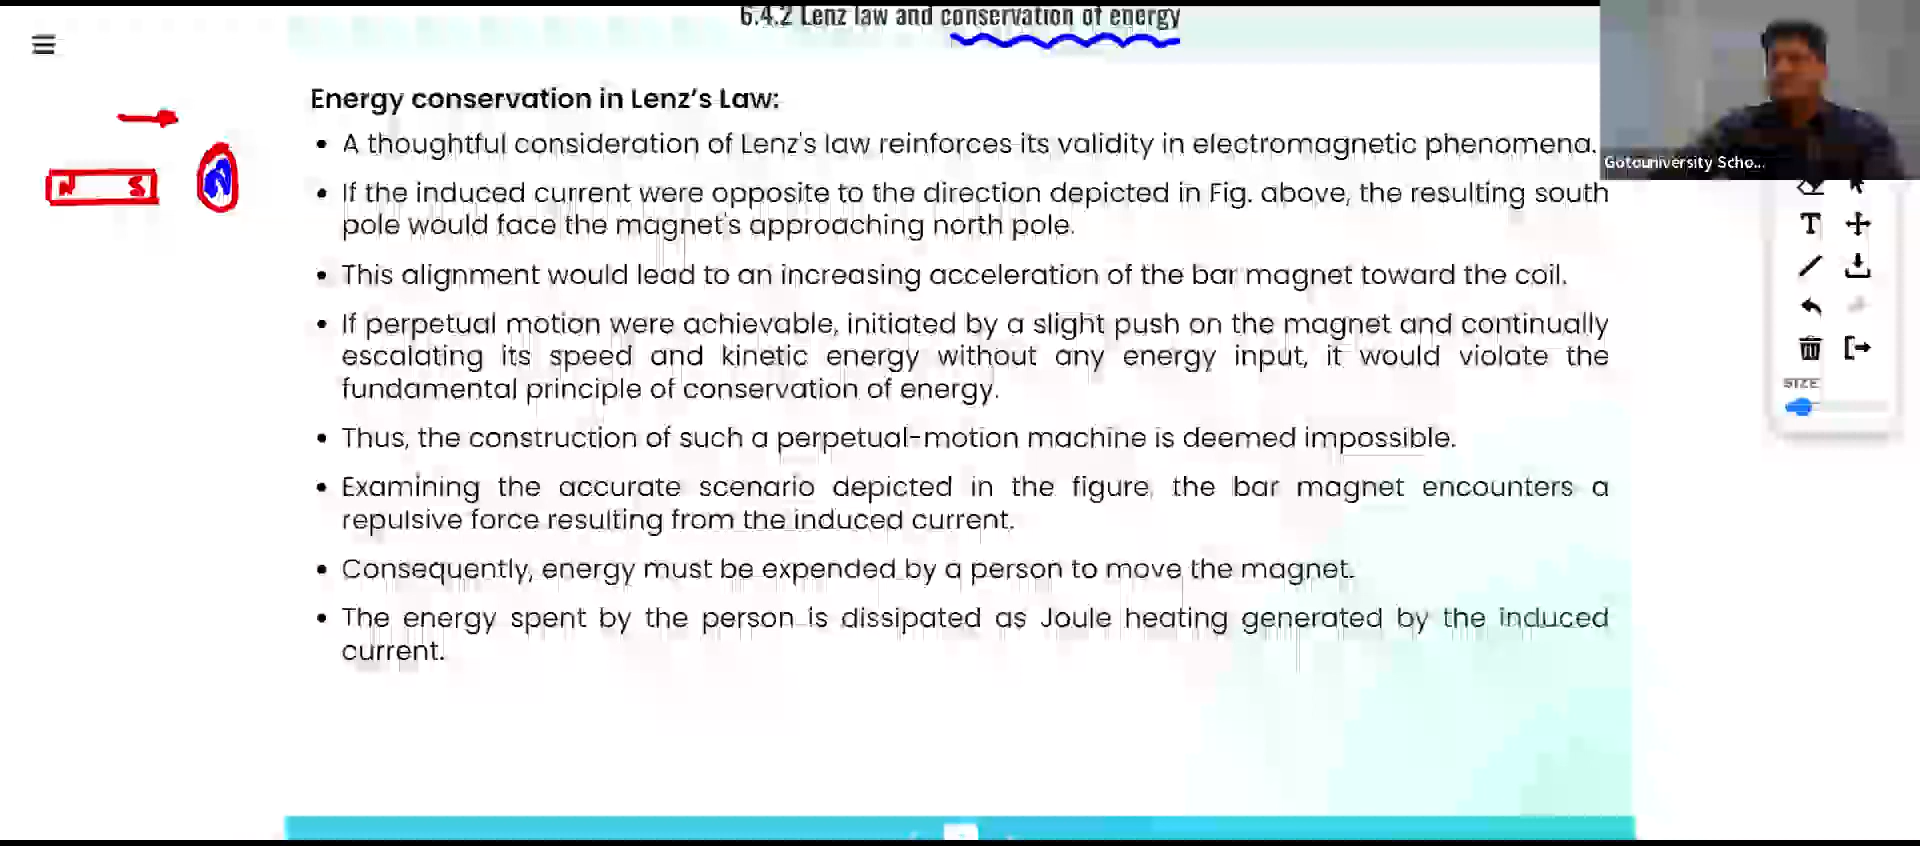 6.4.2 Lenz law and conservation of energy
Energy conservation in Lenz's Law:
• A thoughtful consideration of Lenz's law reinforces its validity in electromagnetic phenomena.
Gotouniversity Scho...
N S N
• If the induced current were opposite to the direction depicted in Fig. above, the resulting south
pole would face the magnet's approaching north pole.
T
• This alignment would lead to an increasing acceleration of the bar magnet toward the coil.
• If perpetual motion were achievable, initiated by a slight push on the magnet and continually
escalating its speed and kinetic energy without any energy input, it would violate the
fundamental principle of conservation of energy.
SIZE
• Thus, the construction of such a perpetual-motion machine is deemed impossible.
• Examining the accurate scenario depicted in the figure, the bar magnet encounters a
repulsive force resulting from the induced current.
• Consequently, energy must be expended by a person to move the magnet.
• The energy spent by the person is dissipated as Joule heating generated by the induced
current.